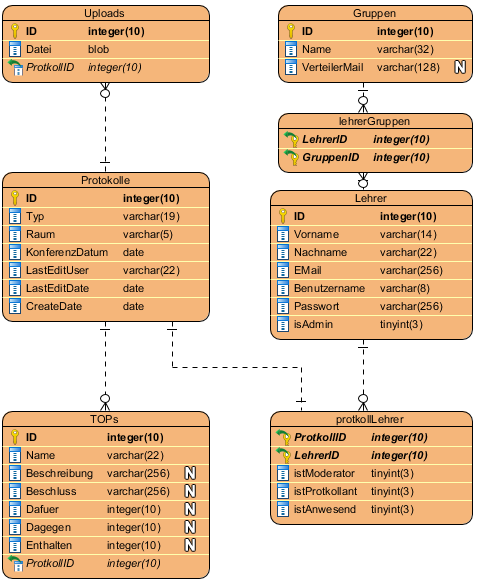 Uploads
ID integer(10)
Datei blob
ProtkollID integer(10)
Gruppen
ID integer(10)
Name varchar(32)
VerteilerMail varchar(128) N
lehrerGruppen
LehrerID integer(10)
GruppenID integer(10)
Protokolle
ID integer(10)
Typ varchar(19)
Raum varchar(5)
KonferenzDatum date
LastEditUser varchar(22)
LastEditDate date
CreateDate date
Lehrer
ID integer(10)
Vorname varchar(14)
Nachname varchar(22)
EMail varchar(256)
Benutzername varchar(8)
Passwort varchar(256)
isAdmin tinyint(3)
TOPs
ID integer(10)
Name varchar(22)
Beschreibung varchar(256) N
Beschluss varchar(256) N
Dafuer integer(10) N
Dagegen integer(10) N
Enthalten integer(10) N
ProtkollID integer(10)
protkollLehrer
ProtkollID integer(10)
LehrerID integer(10)
istModerator tinyint(3)
istProtkollant tinyint(3)
istAnwesend tinyint(3)